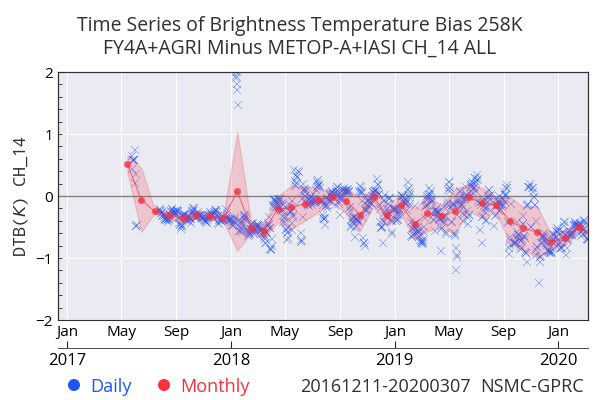 Time Series of Brightness Temperature Bias 258K
FY4A+AGRI Minus METOP-A+IASI CH_14 ALL
DTB(K) CH_14
2
1
0
−1
−2
Jan May Sep Jan May Sep Jan May Sep Jan
2017 2018 2019 2020
Daily Monthly 20161211-20200307 NSMC-GPRC